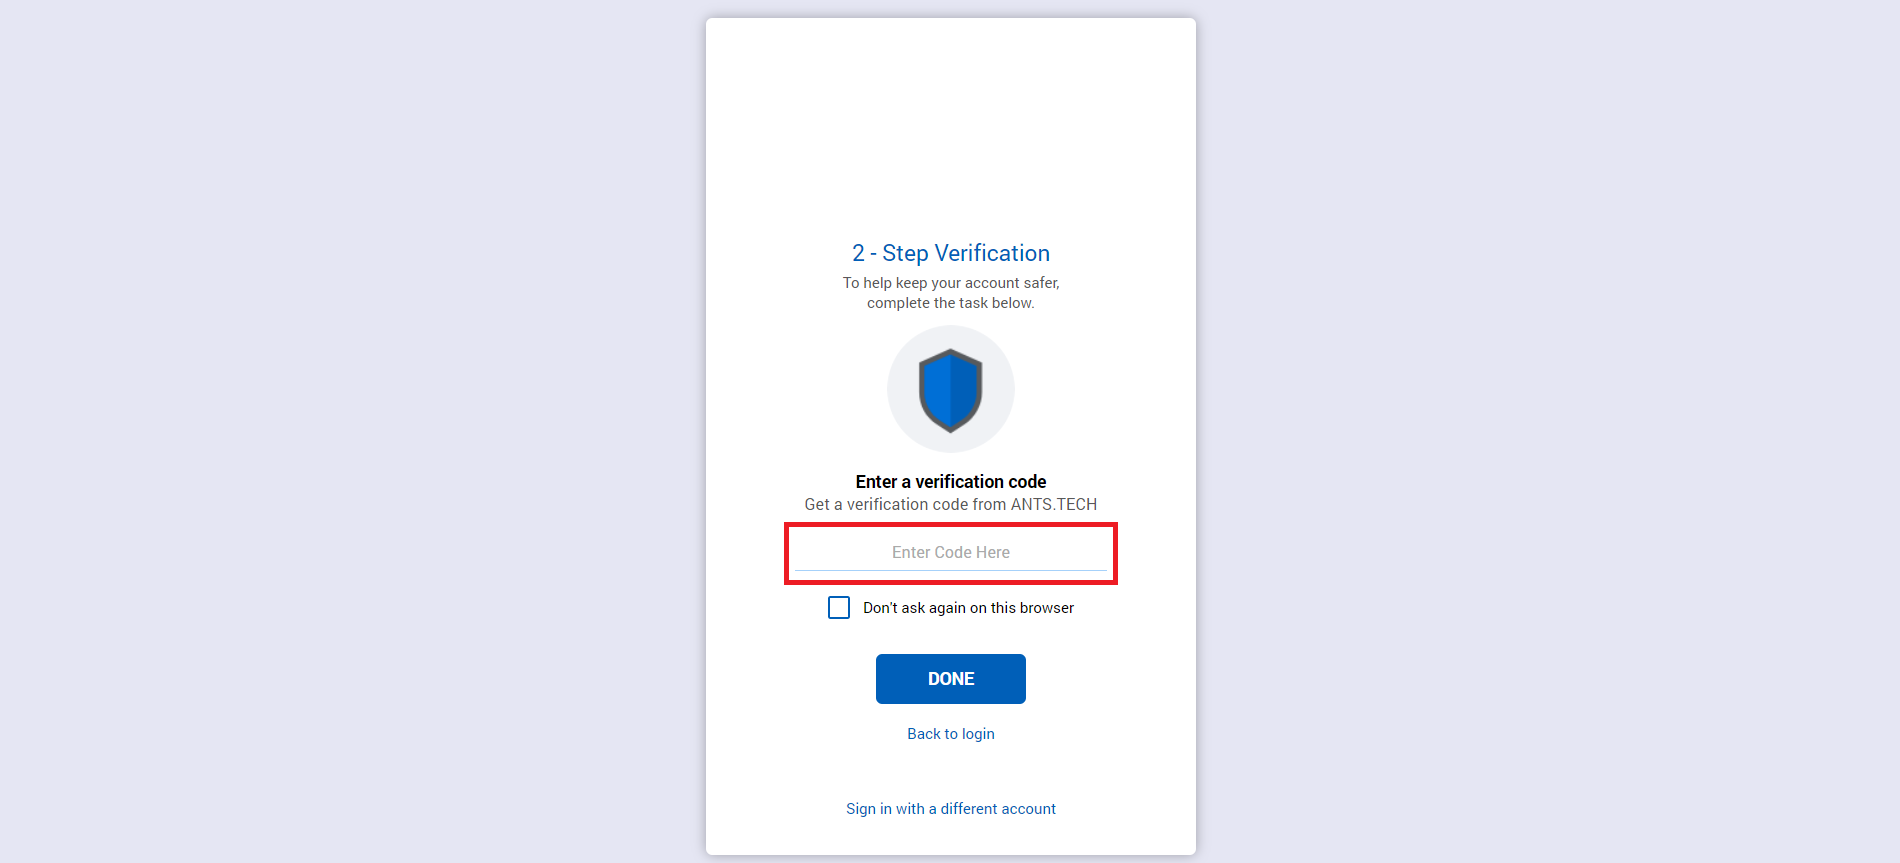 2 - Step Verification
To help keep your account safer,
complete the task below.
Enter a verification code
Get a verification code from ANTS.TECH
Enter Code Here
Don't ask again on this browser
DONE
Back to login
Sign in with a different account